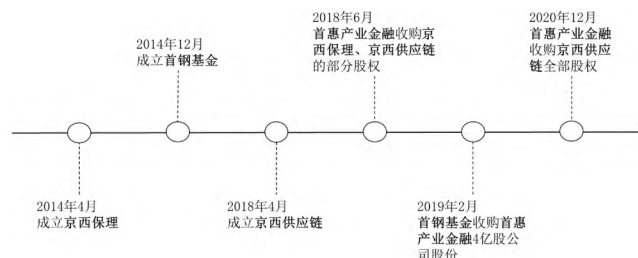 2014年12月
成立首钢基金
2018年6月
首惠产业金融收购京
西保理、京西供应链
的部分股权
2020年12月
首惠产业金融
收购京西供应
链全部股权
2014年4月
成立京西保理
2018年4月
成立京西供应链
2019年2月
首钢基金收购首惠
产业金融4亿股公
司股份